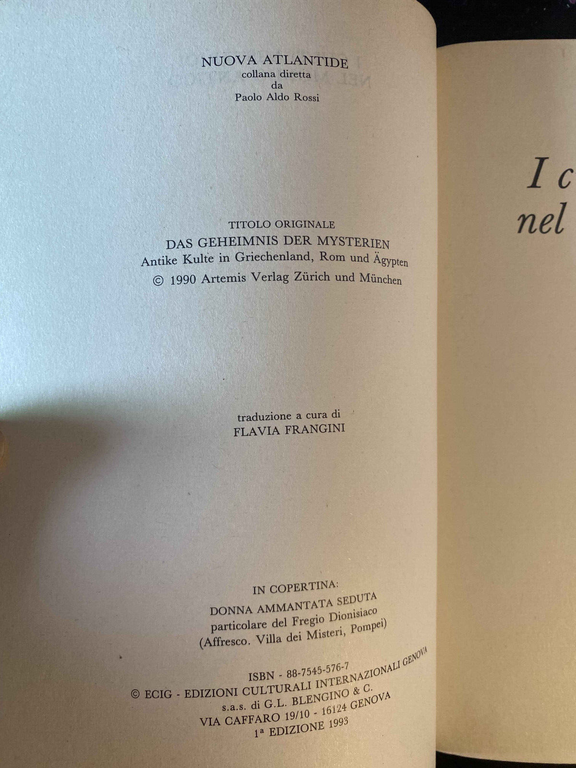 NUOVA ATLANTIDE
collana diretta
da
Paolo Aldo Rossi
TITOLO ORIGINALE
DAS GEHEIMNIS DER MYSTERIEN
Antike Kulte in Griechenland, Rom und Ägypten
© 1990 Artemis Verlag Zürich und München
traduzione a cura di
FLAVIA FRANGINI
IN COPERTINA:
DONNA AMMANTATA SEDUTA
particolare del Fregio Dionisiaco
(Affresco. Villa dei Misteri, Pompei)
ISBN - 88-7545-576-7
© ECIG - EDIZIONI CULTURALI INTERNAZIONALI GENOVA
s.a.s. di G.L. BLENGINO & C.
VIA CAFFARO 19/10 - 16124 GENOVA
1ª EDIZIONE 1993
I c
nel